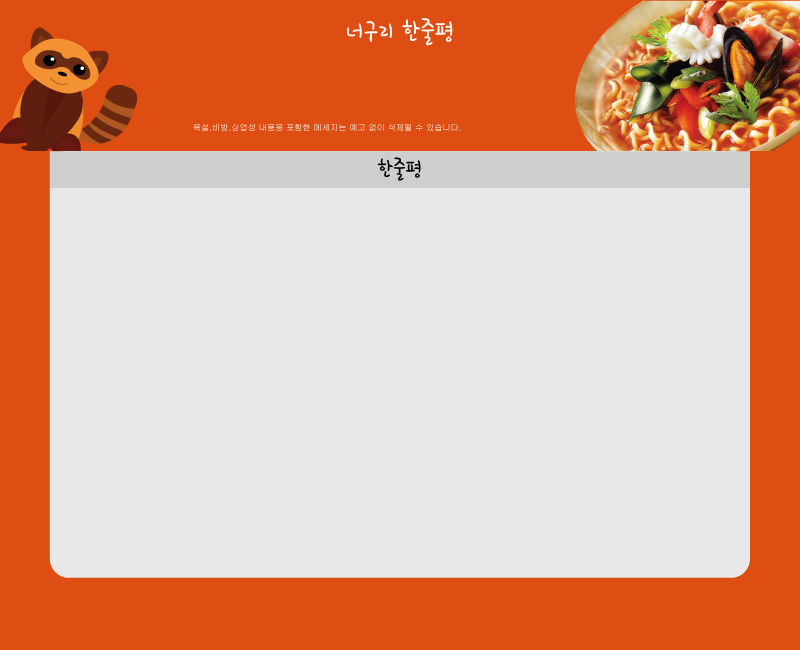 너구리 한줄평
욕설,비방,상업성 내용을 포함한 메세지는 예고 없이 삭제될 수 있습니다.
한줄평